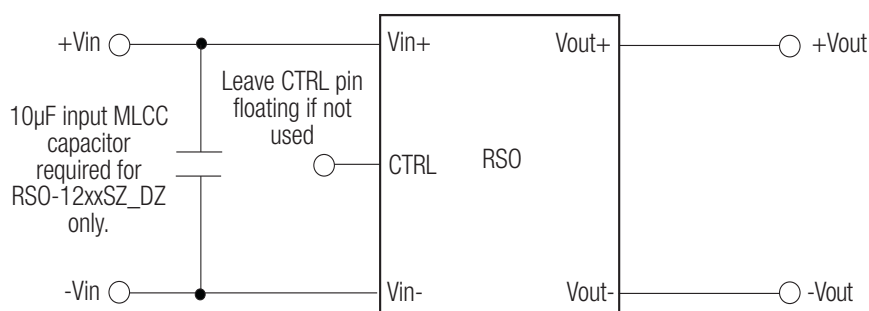 +Vin
Vin+
Vout+
+Vout
Leave CTRL pin
floating if not
used
10µF input MLCC
capacitor
required for
RSO-12xxSZ_DZ
only.
CTRL
RSO
-Vin
Vin-
Vout-
-Vout